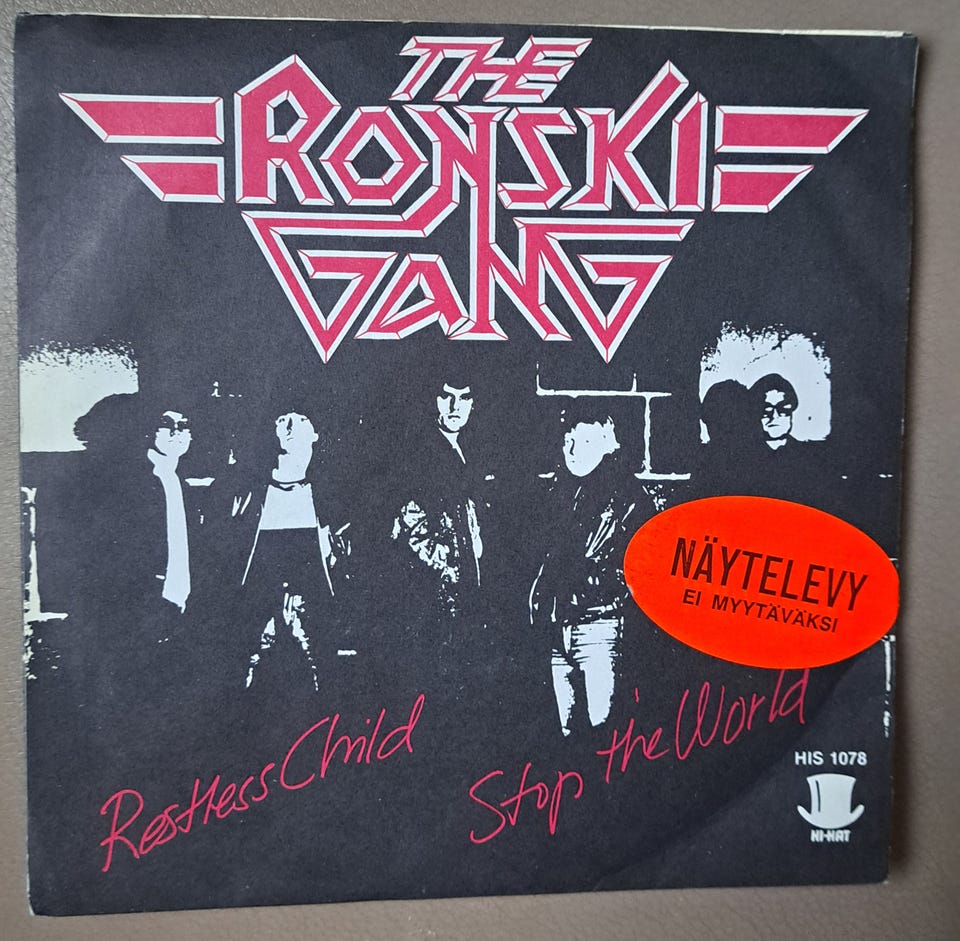 THE
RONSKI
GANG
NÄYTELEVY
EI MYYTÄVÄKSI
Restless Child
Stop the World
HIS 1078
HI-HAT